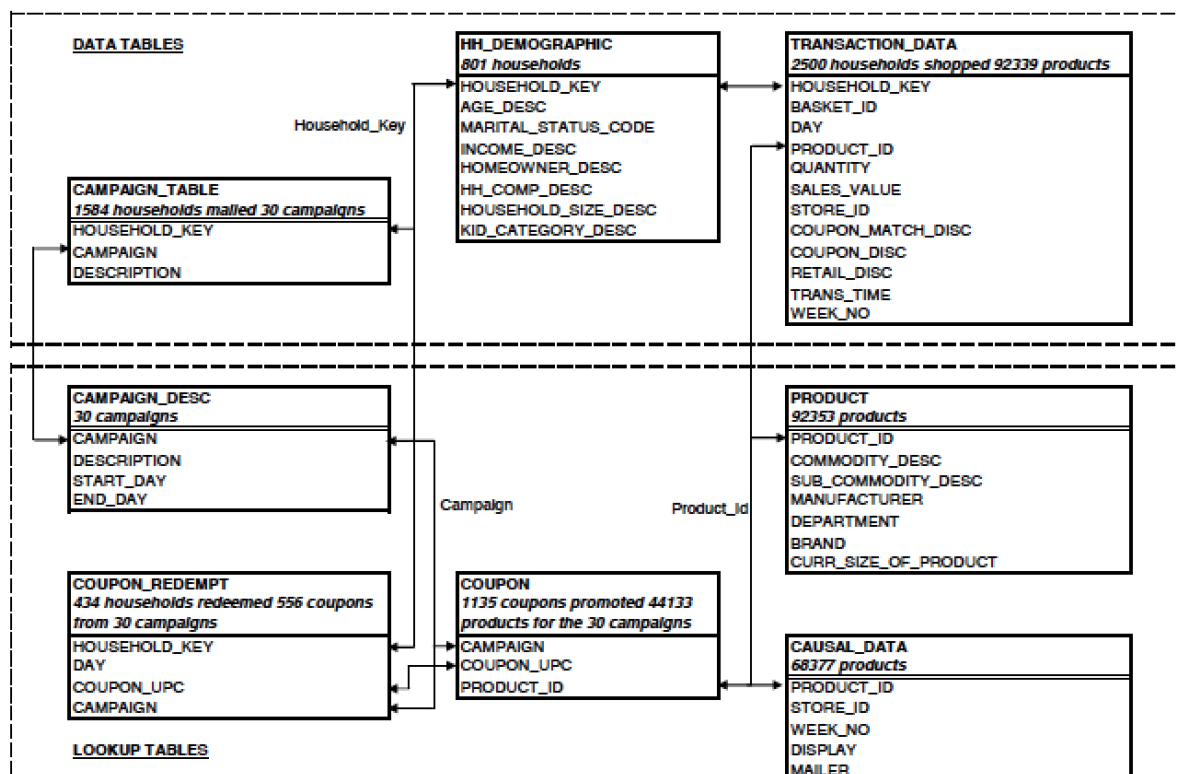 DATA TABLES
HH_DEMOGRAPHIC
801 households
HOUSEHOLD_KEY
AGE_DESC
MARITAL_STATUS_CODE
INCOME_DESC
HOMEOWNER_DESC
HH_COMP_DESC
HOUSEHOLD_SIZE_DESC
KID_CATEGORY_DESC
TRANSACTION_DATA
2500 households shopped 92339 products
HOUSEHOLD_KEY
BASKET_ID
DAY
PRODUCT_ID
QUANTITY
SALES_VALUE
STORE_ID
COUPON_MATCH_DISC
COUPON_DISC
RETAIL_DISC
TRANS_TIME
WEEK_NO
Household_Key
CAMPAIGN_TABLE
1584 households mailed 30 campaigns
HOUSEHOLD_KEY
CAMPAIGN
DESCRIPTION
CAMPAIGN_DESC
30 campaigns
CAMPAIGN
DESCRIPTION
START_DAY
END_DAY
Campaign
Product_Id
PRODUCT
92353 products
PRODUCT_ID
COMMODITY_DESC
SUB_COMMODITY_DESC
MANUFACTURER
DEPARTMENT
BRAND
CURR_SIZE_OF_PRODUCT
COUPON_REDEMPT
434 households redeemed 556 coupons
from 30 campaigns
HOUSEHOLD_KEY
DAY
COUPON_UPC
CAMPAIGN
COUPON
1135 coupons promoted 44133
products for the 30 campaigns
CAMPAIGN
COUPON_UPC
PRODUCT_ID
CAUSAL_DATA
68377 products
PRODUCT_ID
STORE_ID
WEEK_NO
DISPLAY
MAILER
LOOKUP TABLES